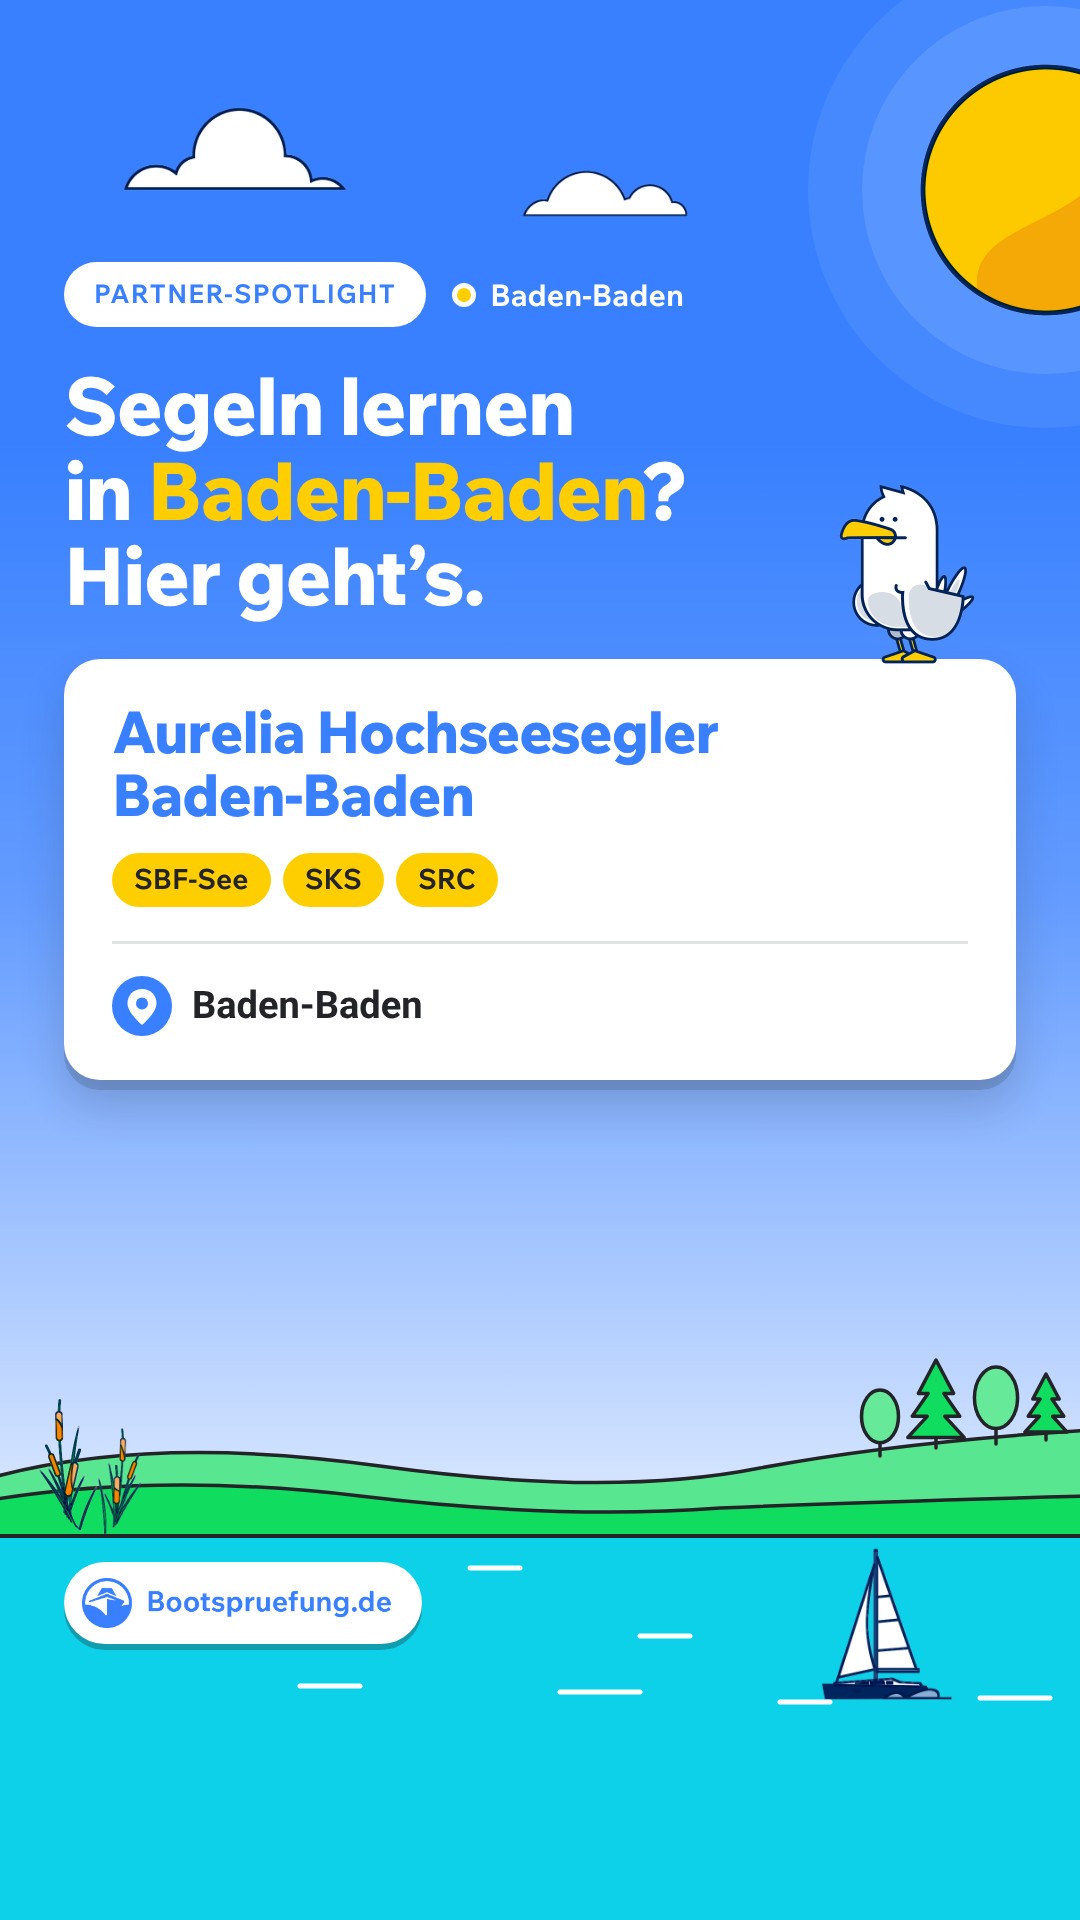 PARTNER-SPOTLIGHT
Baden-Baden
Segeln lernen
in Baden-Baden?
Hier geht’s.
Aurelia Hochseesegler
Baden-Baden
SBF-See SKS SRC
Baden-Baden
Bootspruefung.de